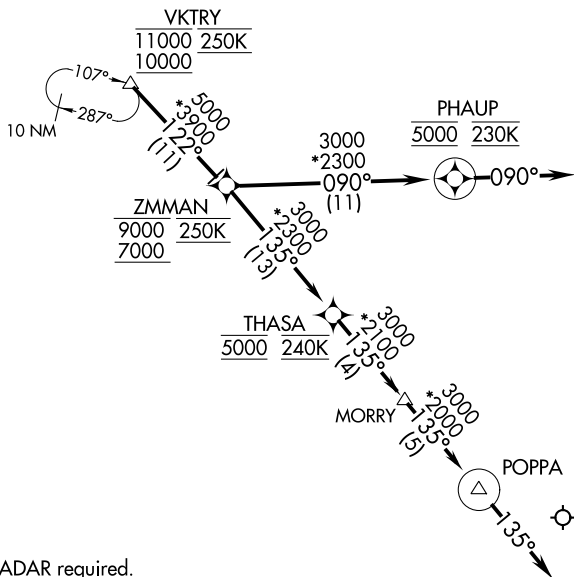 VKTRY
11000 250K
10000
107°
287°
10 NM
5000
*3900
122°
(11)
PHAUP
5000 230K
3000
*2300
090°
(11)
090°
ZMMAN
9000 250K
7000
3000
*2300
135°
(13)
THASA
5000 240K
3000
*2100
135°
(4)
MORRY
3000
*2000
135°
(5)
POPPA
135°
ADAR required.